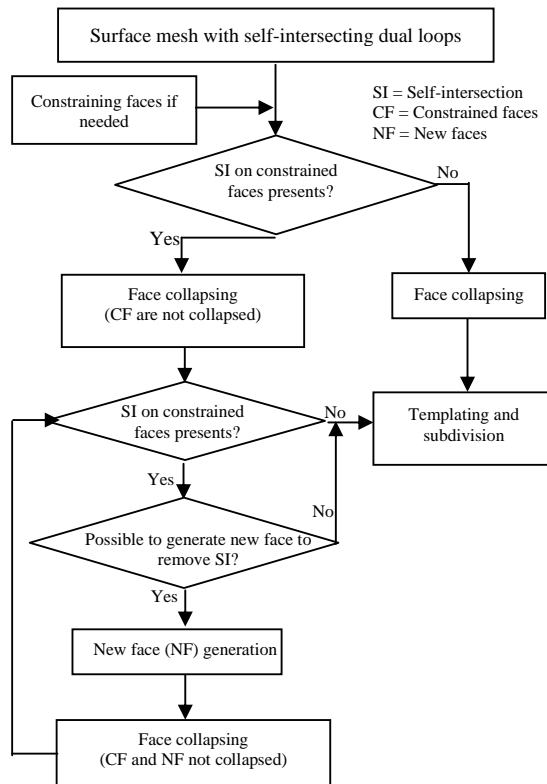 Surface mesh with self-intersecting dual loops
Constraining faces if
needed
SI = Self-intersection
CF = Constrained faces
NF = New faces
SI on constrained
faces presents?
No
Yes
Face collapsing
(CF are not collapsed)
Face collapsing
SI on constrained
faces presents?
No
Templating and
subdivision
Yes
No
Possible to generate new face to
remove SI?
Yes
New face (NF) generation
Face collapsing
(CF and NF not collapsed)